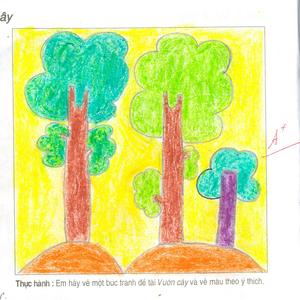 ây
A+
Thực hành : Em hãy vẽ một bức tranh đề tài Vườn cây và vẽ màu theo ý thích.